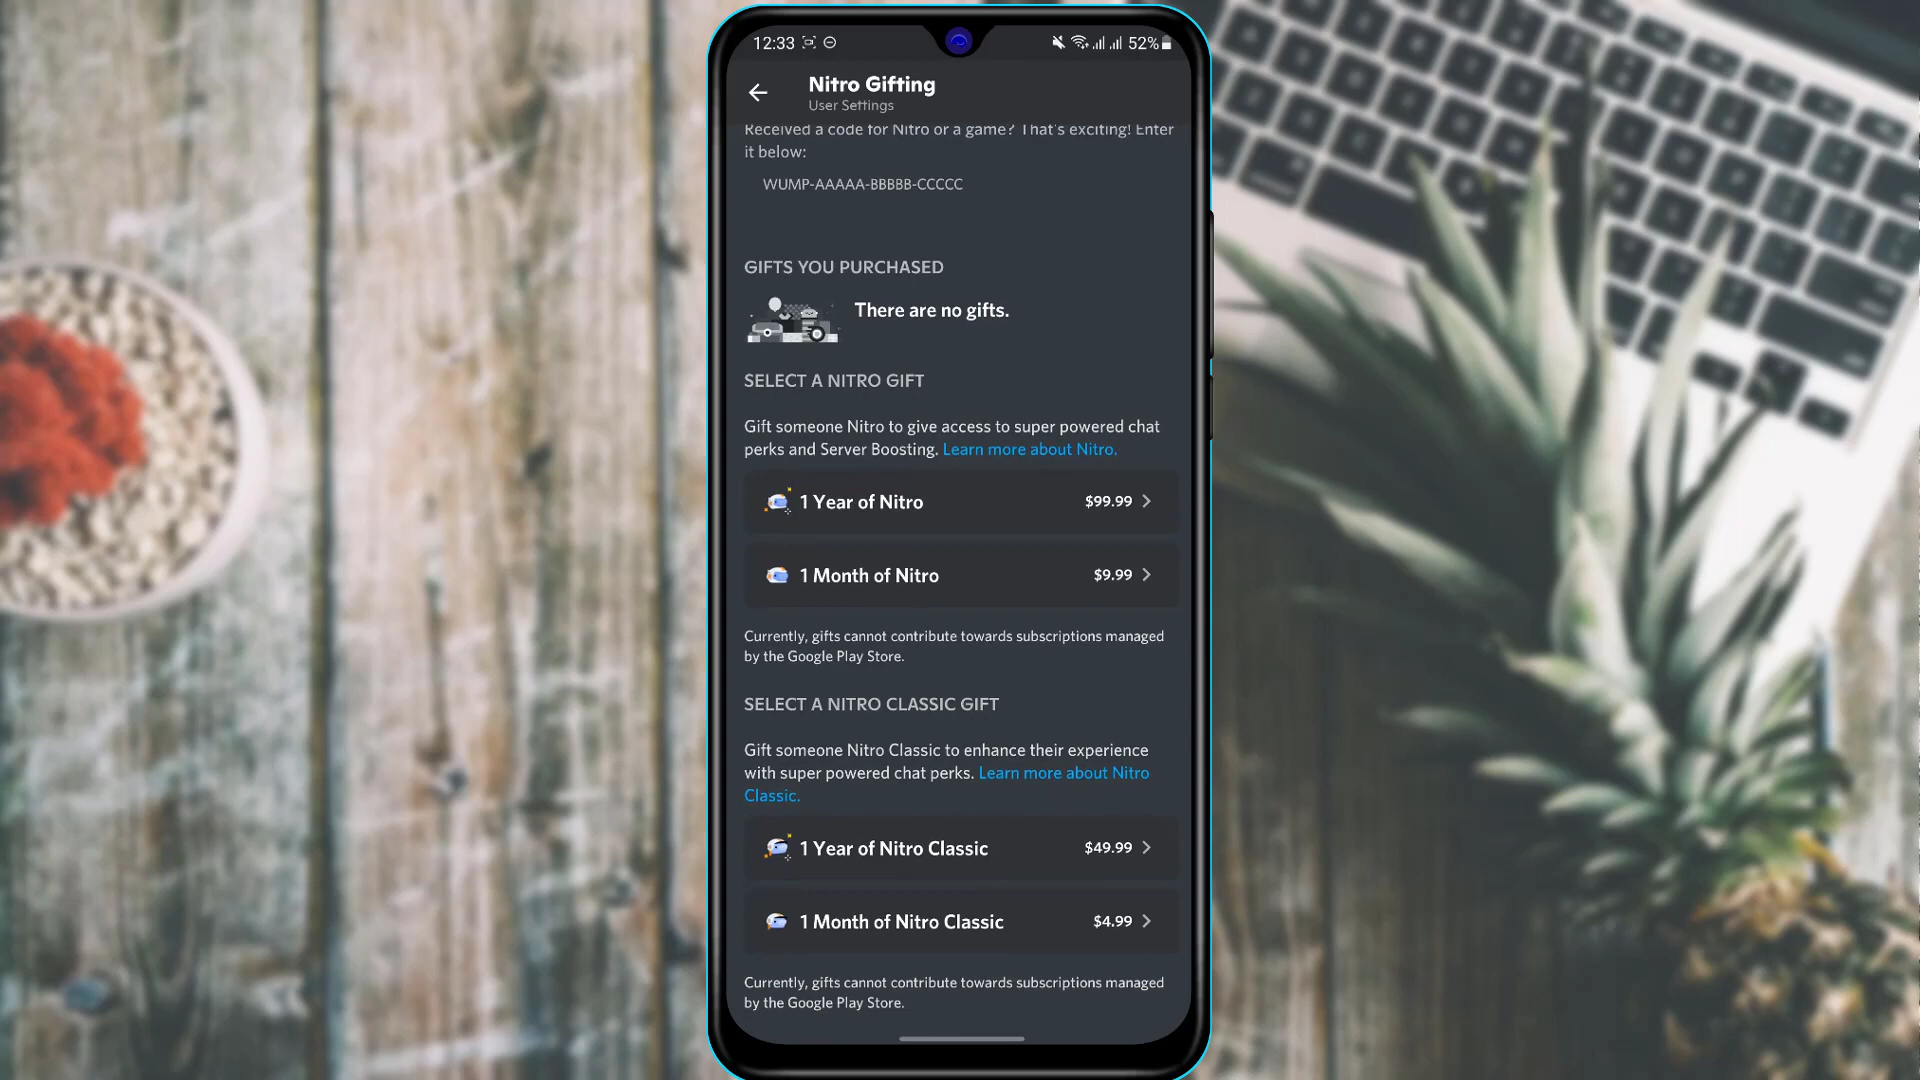 12:33
52%
Nitro Gifting
User Settings
Received a code for Nitro or a game? That's exciting! Enter
it below:
WUMP-AAAAA-BBBBB-CCCCC
GIFTS YOU PURCHASED
There are no gifts.
SELECT A NITRO GIFT
Gift someone Nitro to give access to super powered chat
perks and Server Boosting. Learn more about Nitro.
1 Year of Nitro $99.99
1 Month of Nitro $9.99
Currently, gifts cannot contribute towards subscriptions managed
by the Google Play Store.
SELECT A NITRO CLASSIC GIFT
Gift someone Nitro Classic to enhance their experience
with super powered chat perks. Learn more about Nitro
Classic.
1 Year of Nitro Classic $49.99
1 Month of Nitro Classic $4.99
Currently, gifts cannot contribute towards subscriptions managed
by the Google Play Store.